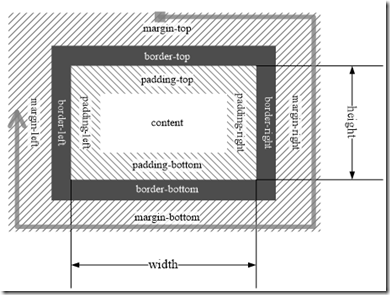 margin-top
border-top
padding-top
margin-left
border-left
padding-left
content
padding-right
border-right
margin-right
height
padding-bottom
border-bottom
margin-bottom
width